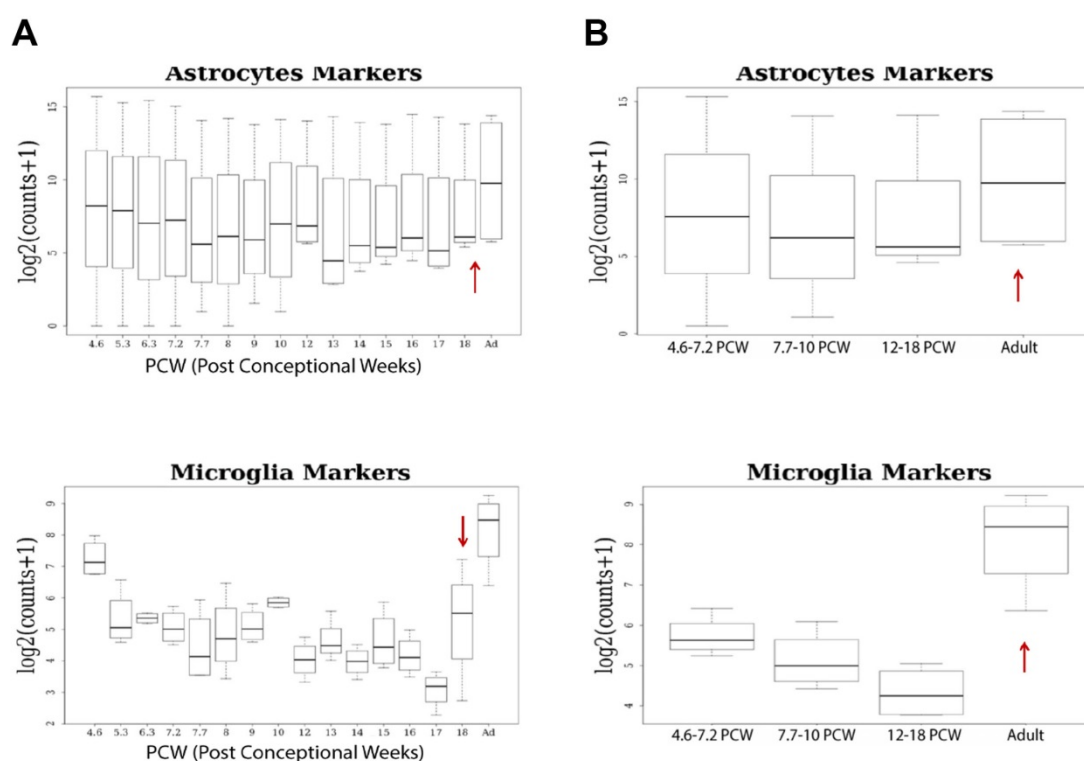 A
B
Astrocytes Markers
log2(counts+1)
15
10
5
0
4.6 5.3 6.3 7.2 7.7 8 9 10 12 13 14 15 16 17 18 Ad
PCW (Post Conceptional Weeks)
Astrocytes Markers
log2(counts+1)
15
10
5
0
4.6-7.2 PCW 7.7-10 PCW 12-18 PCW Adult
Microglia Markers
log2(counts+1)
9
8
7
6
5
4
3
2
4.6 5.3 6.3 7.2 7.7 8 9 10 12 13 14 15 16 17 18 Ad
PCW (Post Conceptional Weeks)
Microglia Markers
log2(counts+1)
9
8
7
6
5
4
4.6-7.2 PCW 7.7-10 PCW 12-18 PCW Adult